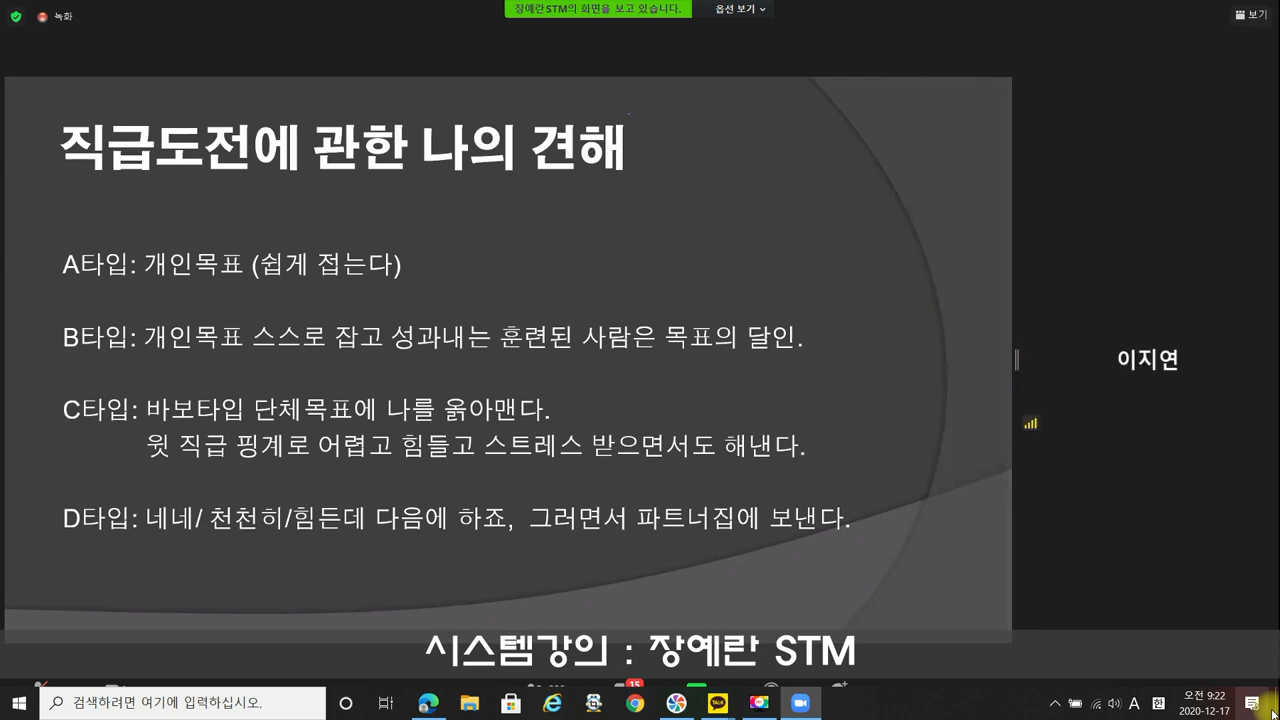 장예란STM의 화면을 보고 있습니다.
옵션 보기
녹화
보기
직급도전에 관한 나의 견해
A타입: 개인목표 (쉽게 접는다)
B타입: 개인목표 스스로 잡고 성과내는 훈련된 사람은 목표의 달인.
C타입: 바보타입 단체목표에 나를 옭아맨다.
윗 직급 핑계로 어렵고 힘들고 스트레스 받으면서도 해낸다.
D타입: 네네/ 천천히/힘든데 다음에 하죠, 그러면서 파트너집에 보낸다.
이지연
시스템강의 : 장예란 STM
15
검색하려면 여기에 입력하십시오.
TALK
A
한
오전 9:22
2020-12-17